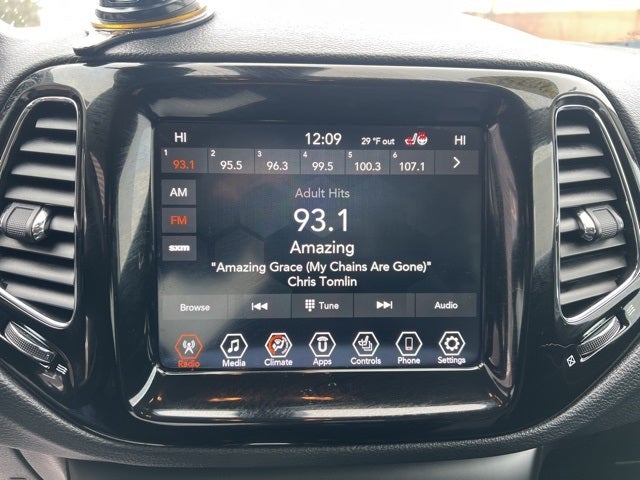 HI 12:09 29 °F out HI
1 93.1 2 95.5 3 96.3 4 99.5 5 100.3 6 107.1
AM
FM
sxm
Adult Hits
93.1
Amazing
"Amazing Grace (My Chains Are Gone)"
Chris Tomlin
Browse Tune Audio
Radio Media Climate Apps Controls Phone Settings